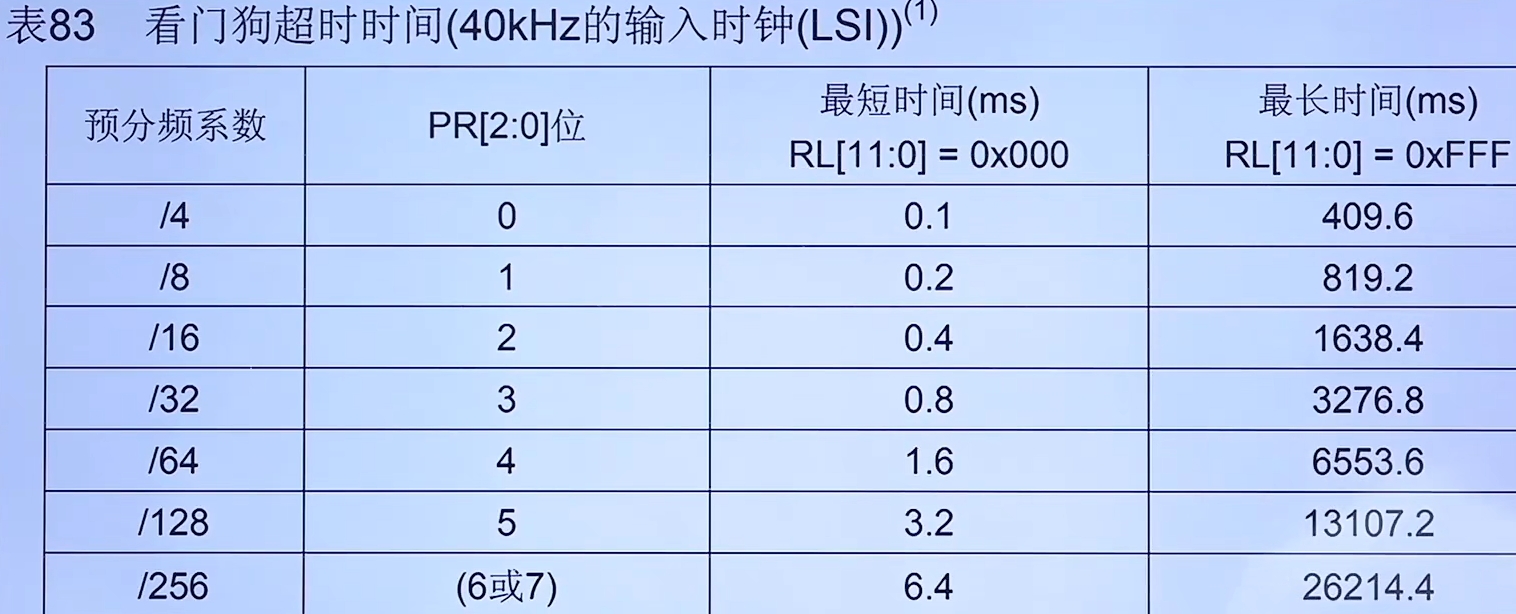 表83 看门狗超时时间(40kHz的输入时钟(LSI))(1)
预分频系数 PR[2:0]位 最短时间(ms) RL[11:0] = 0x000 最长时间(ms) RL[11:0] = 0xFFF
/4 0 0.1 409.6
/8 1 0.2 819.2
/16 2 0.4 1638.4
/32 3 0.8 3276.8
/64 4 1.6 6553.6
/128 5 3.2 13107.2
/256 (6或7) 6.4 26214.4